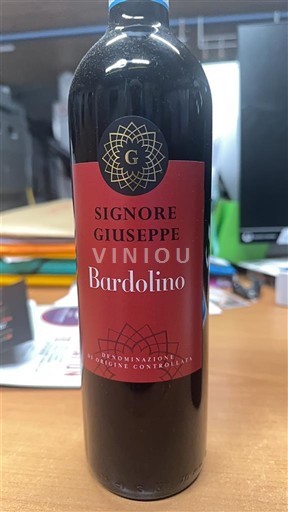 G
SIGNORE
GIUSEPPE
VINIOU
Bardolino
DENOMINAZIONE
DI ORIGINE CONTROLLATA